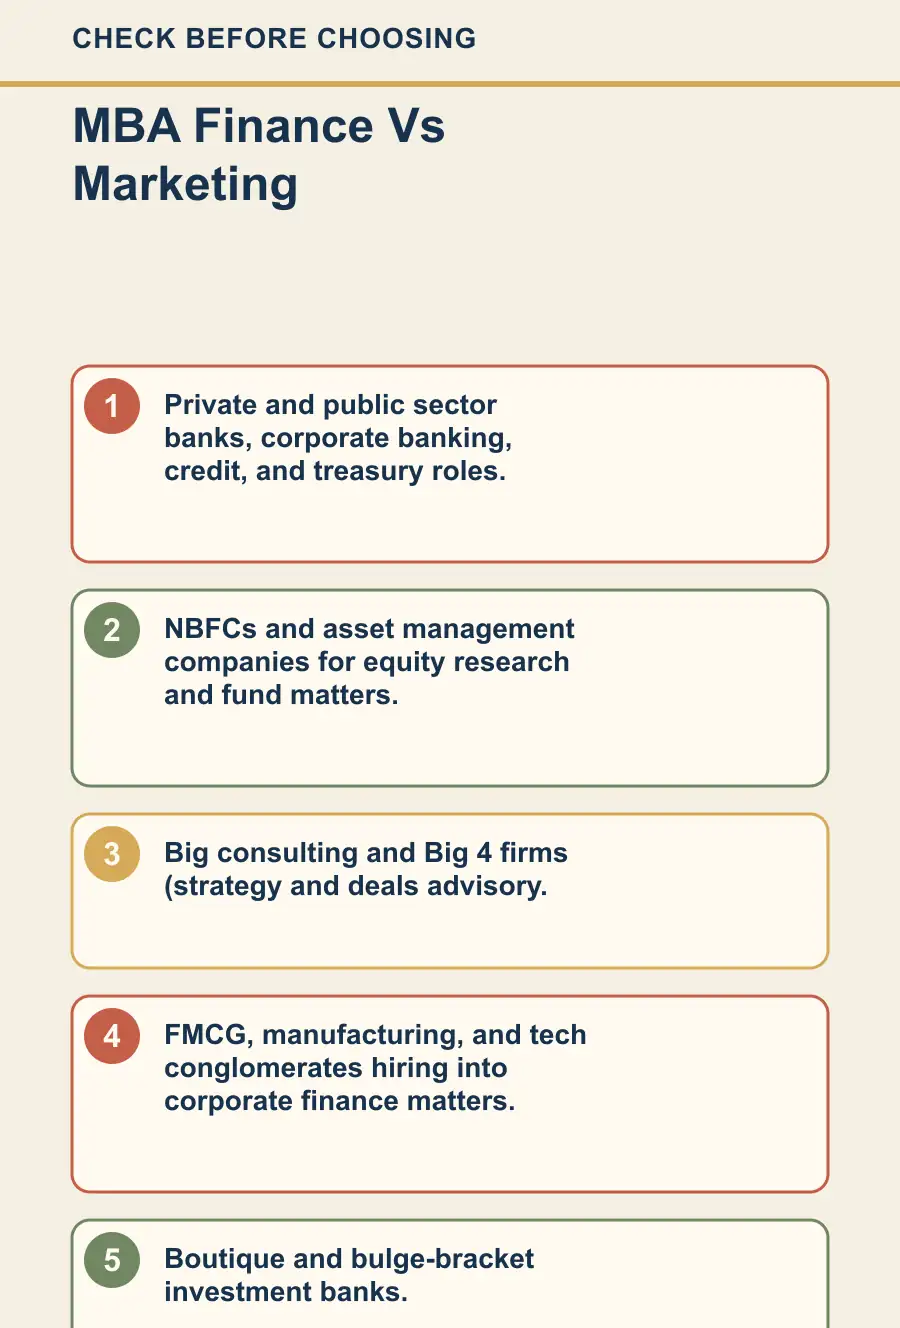 CHECK BEFORE CHOOSING
MBA Finance Vs
Marketing
1
Private and public sector
banks, corporate banking,
credit, and treasury roles.
2
NBFCs and asset management
companies for equity research
and fund matters.
3
Big consulting and Big 4 firms
(strategy and deals advisory.
4
FMCG, manufacturing, and tech
conglomerates hiring into
corporate finance matters.
5
Boutique and bulge-bracket
investment banks.